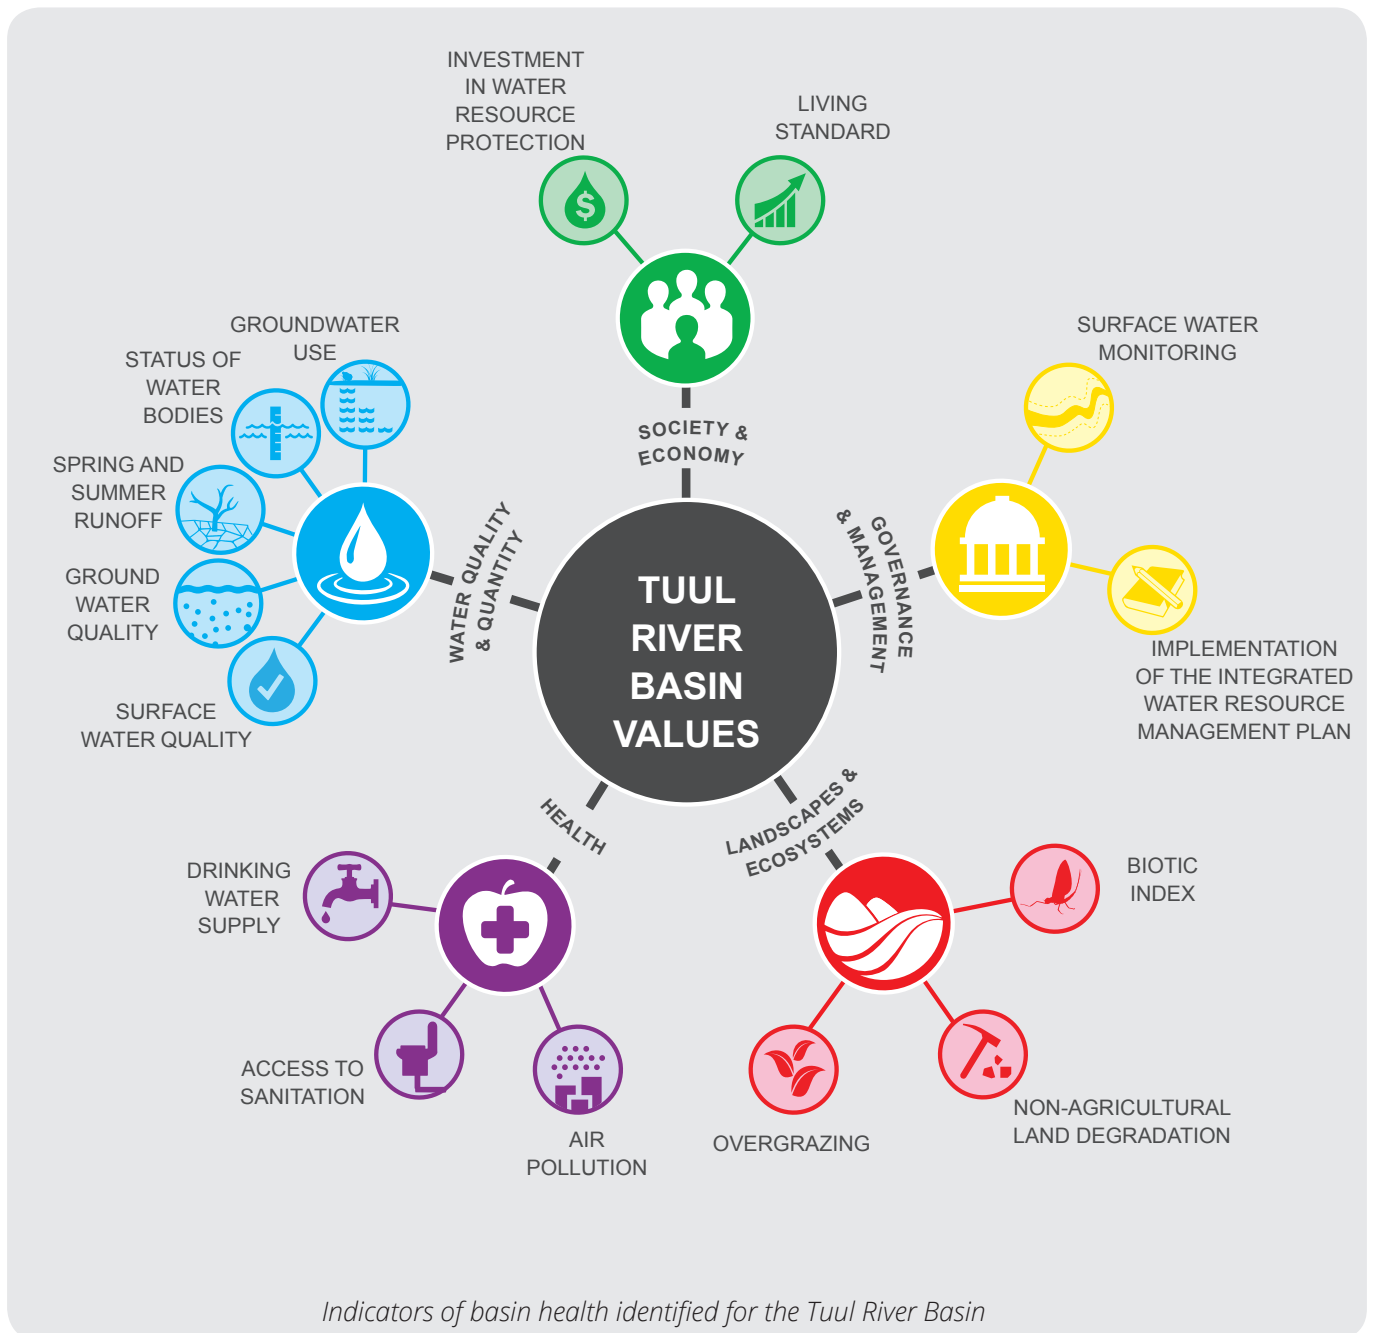 INVESTMENT
IN WATER
RESOURCE
PROTECTION
LIVING
STANDARD
GROUNDWATER
USE
STATUS OF
WATER
BODIES
SPRING AND
SUMMER
RUNOFF
GROUND
WATER
QUALITY
SURFACE
WATER QUALITY
SURFACE WATER
MONITORING
IMPLEMENTATION
OF THE INTEGRATED
WATER RESOURCE
MANAGEMENT PLAN
SOCIETY &
ECONOMY
WATER QUALITY
& QUANTITY
GOVERNANCE
& MANAGEMENT
TUUL
RIVER
BASIN
VALUES
HEALTH
LANDSCAPES &
ECOSYSTEMS
DRINKING
WATER
SUPPLY
ACCESS TO
SANITATION
AIR
POLLUTION
BIOTIC
INDEX
NON-AGRICULTURAL
LAND DEGRADATION
OVERGRAZING
$
Indicators of basin health identified for the Tuul River Basin